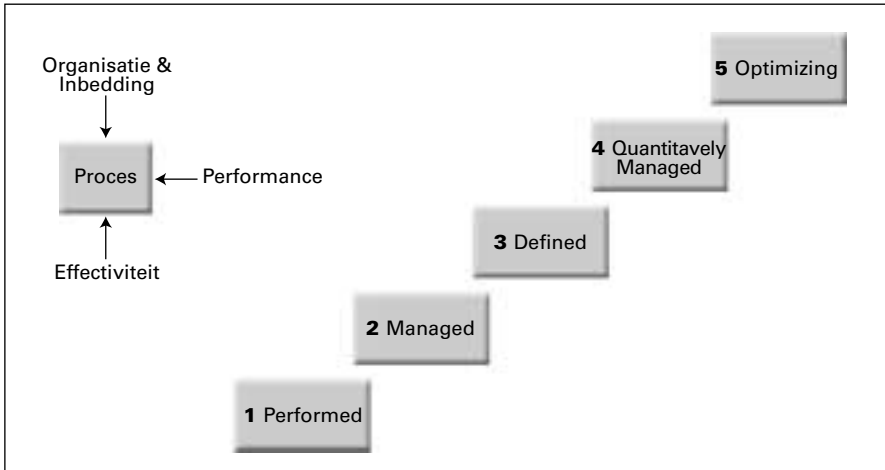 Organisatie &
Inbedding
Proces
Performance
Effectiviteit
5 Optimizing
4 Quantitavely
Managed
3 Defined
2 Managed
1 Performed